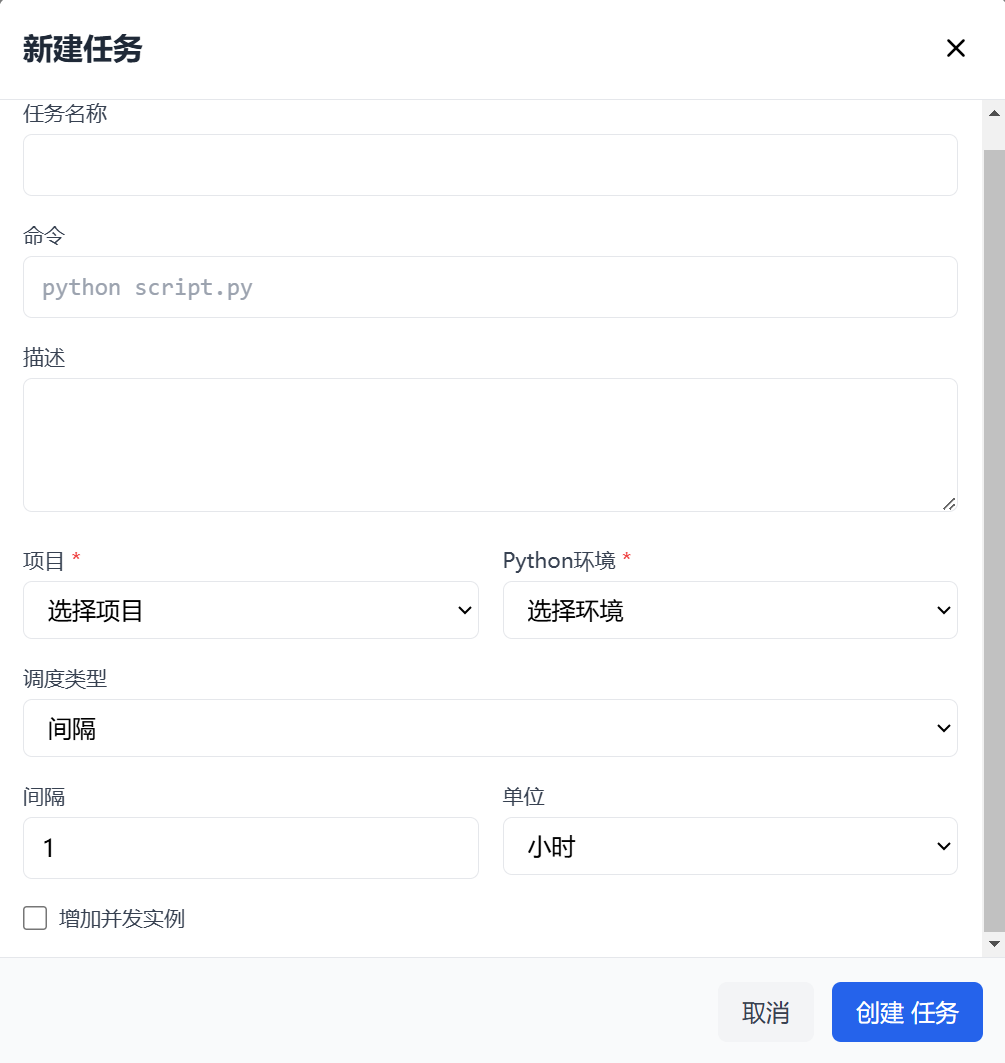 新建任务
任务名称
命令
python script.py
描述
项目 *
Python环境 *
选择项目
选择环境
调度类型
间隔
间隔
单位
1
小时
增加并发实例
取消
创建 任务